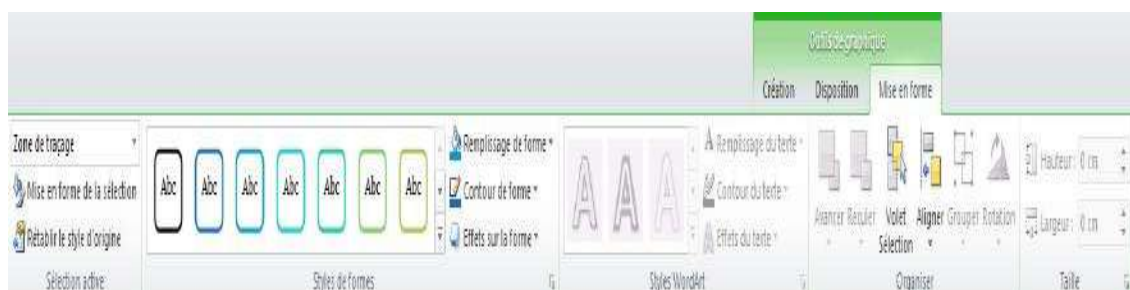 Outils de graphique
Création Disposition Mise en forme
Zone de traçage
Mise en forme de la sélection
Rétablir le style d'origine
Sélection active
Abc Abc Abc Abc Abc Abc Abc
Remplissage de forme
Contour de forme
Effets sur la forme
Styles de formes
A A A
Remplissage du texte
Contour du texte
Effets du texte
Styles WordArt
Avancer Reculer Volet Sélection Aligner Grouper Rotation
Organiser
Hauteur : 0 cm
Largeur : 0 cm
Taille